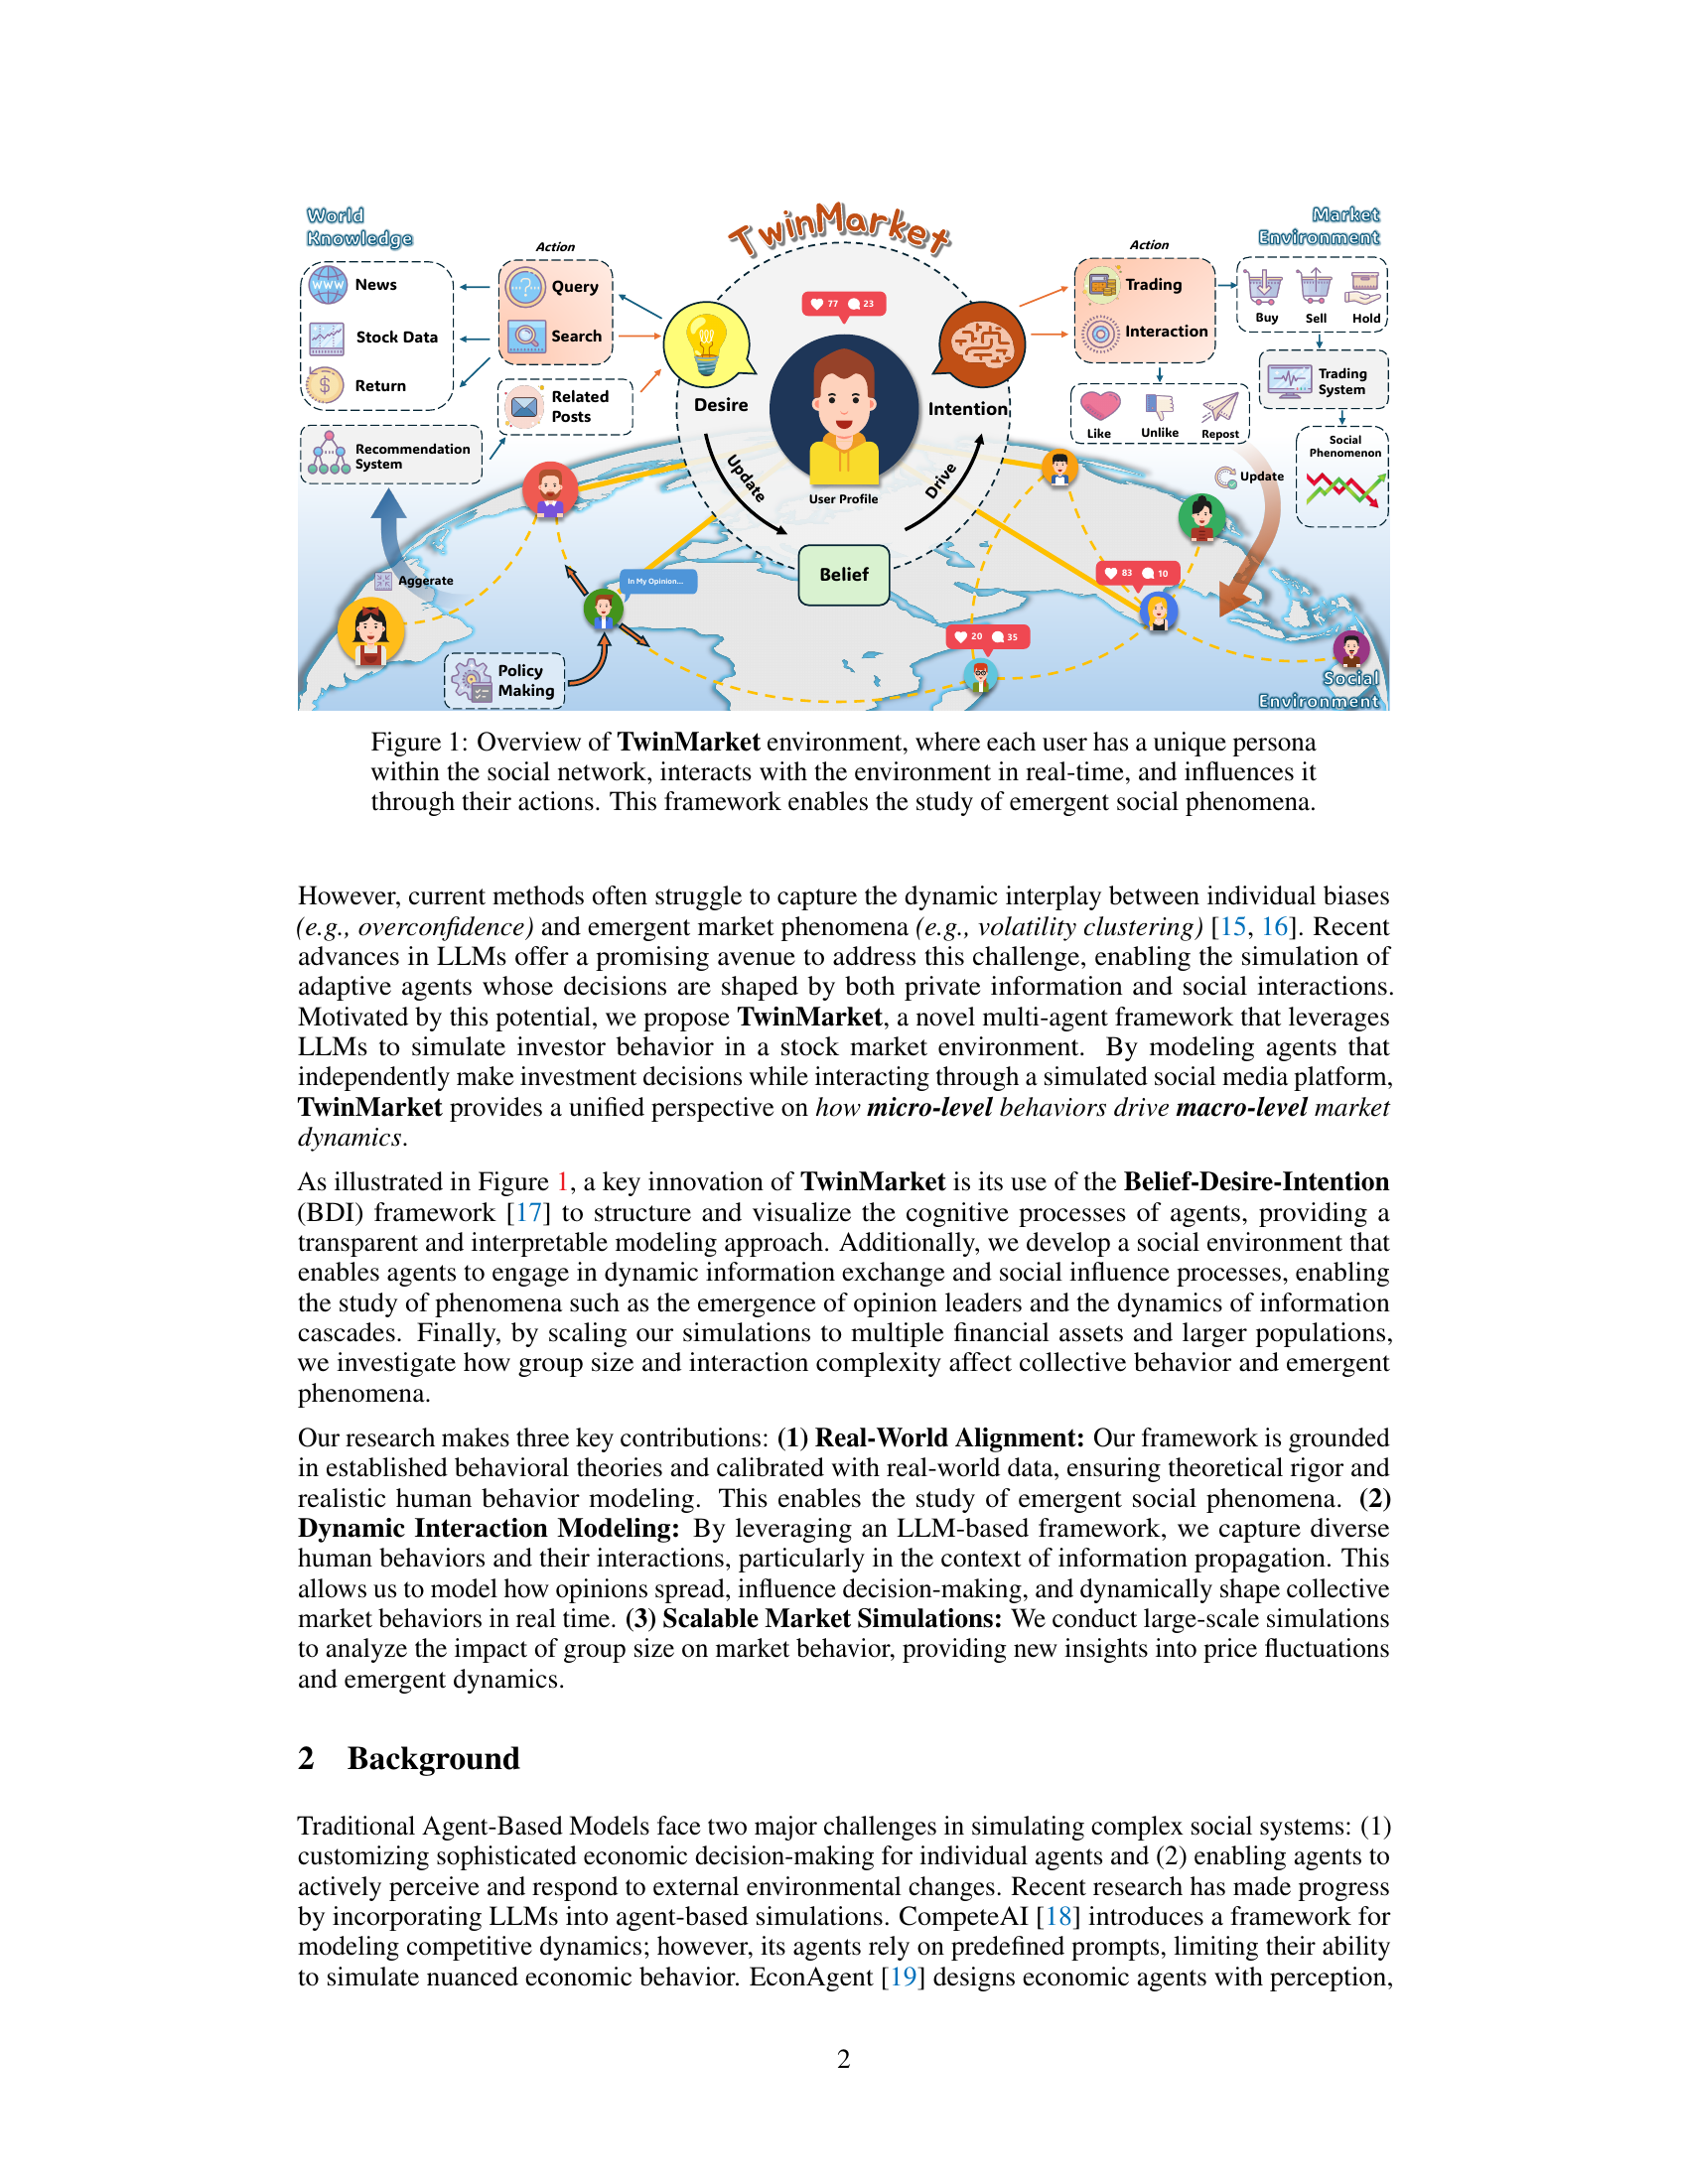 World
Knowledge
News
Stock Data
Return
Recommendation
System
Action
Query
Search
Related
Posts
TwinMarket
77 23
Desire
Intention
User Profile
Update
Drive
Belief
Action
Trading
Interaction
Like Unlike Repost
Market
Environment
Buy Sell Hold
Trading
System
Social
Phenomenon
Update
Aggerate
In My Opinion...
Policy
Making
83 10
20 35
Social
Environment
Figure 1: Overview of TwinMarket environment, where each user has a unique persona
within the social network, interacts with the environment in real-time, and influences it
through their actions. This framework enables the study of emergent social phenomena.
However, current methods often struggle to capture the dynamic interplay between individual biases
(e.g., overconfidence) and emergent market phenomena (e.g., volatility clustering) [15, 16]. Recent
advances in LLMs offer a promising avenue to address this challenge, enabling the simulation of
adaptive agents whose decisions are shaped by both private information and social interactions.
Motivated by this potential, we propose TwinMarket, a novel multi-agent framework that leverages
LLMs to simulate investor behavior in a stock market environment. By modeling agents that
independently make investment decisions while interacting through a simulated social media platform,
TwinMarket provides a unified perspective on how micro-level behaviors drive macro-level market
dynamics.
As illustrated in Figure 1, a key innovation of TwinMarket is its use of the Belief-Desire-Intention
(BDI) framework [17] to structure and visualize the cognitive processes of agents, providing a
transparent and interpretable modeling approach. Additionally, we develop a social environment that
enables agents to engage in dynamic information exchange and social influence processes, enabling
the study of phenomena such as the emergence of opinion leaders and the dynamics of information
cascades. Finally, by scaling our simulations to multiple financial assets and larger populations,
we investigate how group size and interaction complexity affect collective behavior and emergent
phenomena.
Our research makes three key contributions: (1) Real-World Alignment: Our framework is grounded
in established behavioral theories and calibrated with real-world data, ensuring theoretical rigor and
realistic human behavior modeling. This enables the study of emergent social phenomena. (2)
Dynamic Interaction Modeling: By leveraging an LLM-based framework, we capture diverse
human behaviors and their interactions, particularly in the context of information propagation. This
allows us to model how opinions spread, influence decision-making, and dynamically shape collective
market behaviors in real time. (3) Scalable Market Simulations: We conduct large-scale simulations
to analyze the impact of group size on market behavior, providing new insights into price fluctuations
and emergent dynamics.
2 Background
Traditional Agent-Based Models face two major challenges in simulating complex social systems: (1)
customizing sophisticated economic decision-making for individual agents and (2) enabling agents to
actively perceive and respond to external environmental changes. Recent research has made progress
by incorporating LLMs into agent-based simulations. CompeteAI [18] introduces a framework for
modeling competitive dynamics; however, its agents rely on predefined prompts, limiting their ability
to simulate nuanced economic behavior. EconAgent [19] designs economic agents with perception,
2